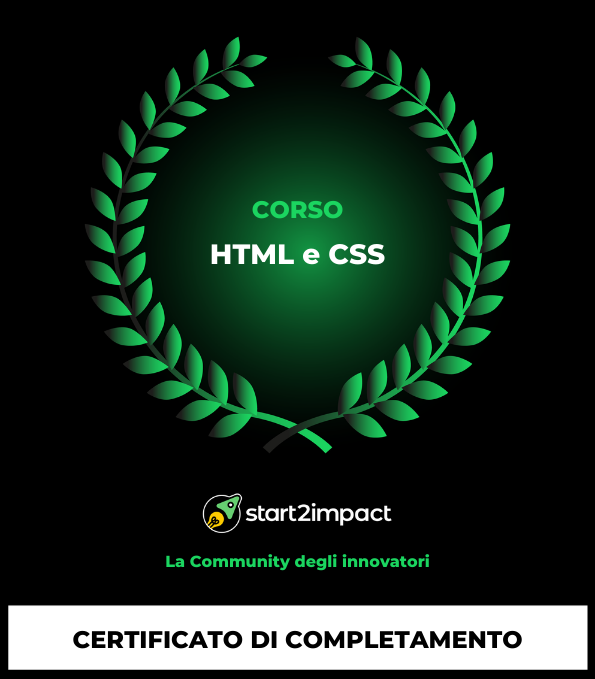 CORSO
HTML e CSS
start2impact
La Community degli innovatori
CERTIFICATO DI COMPLETAMENTO